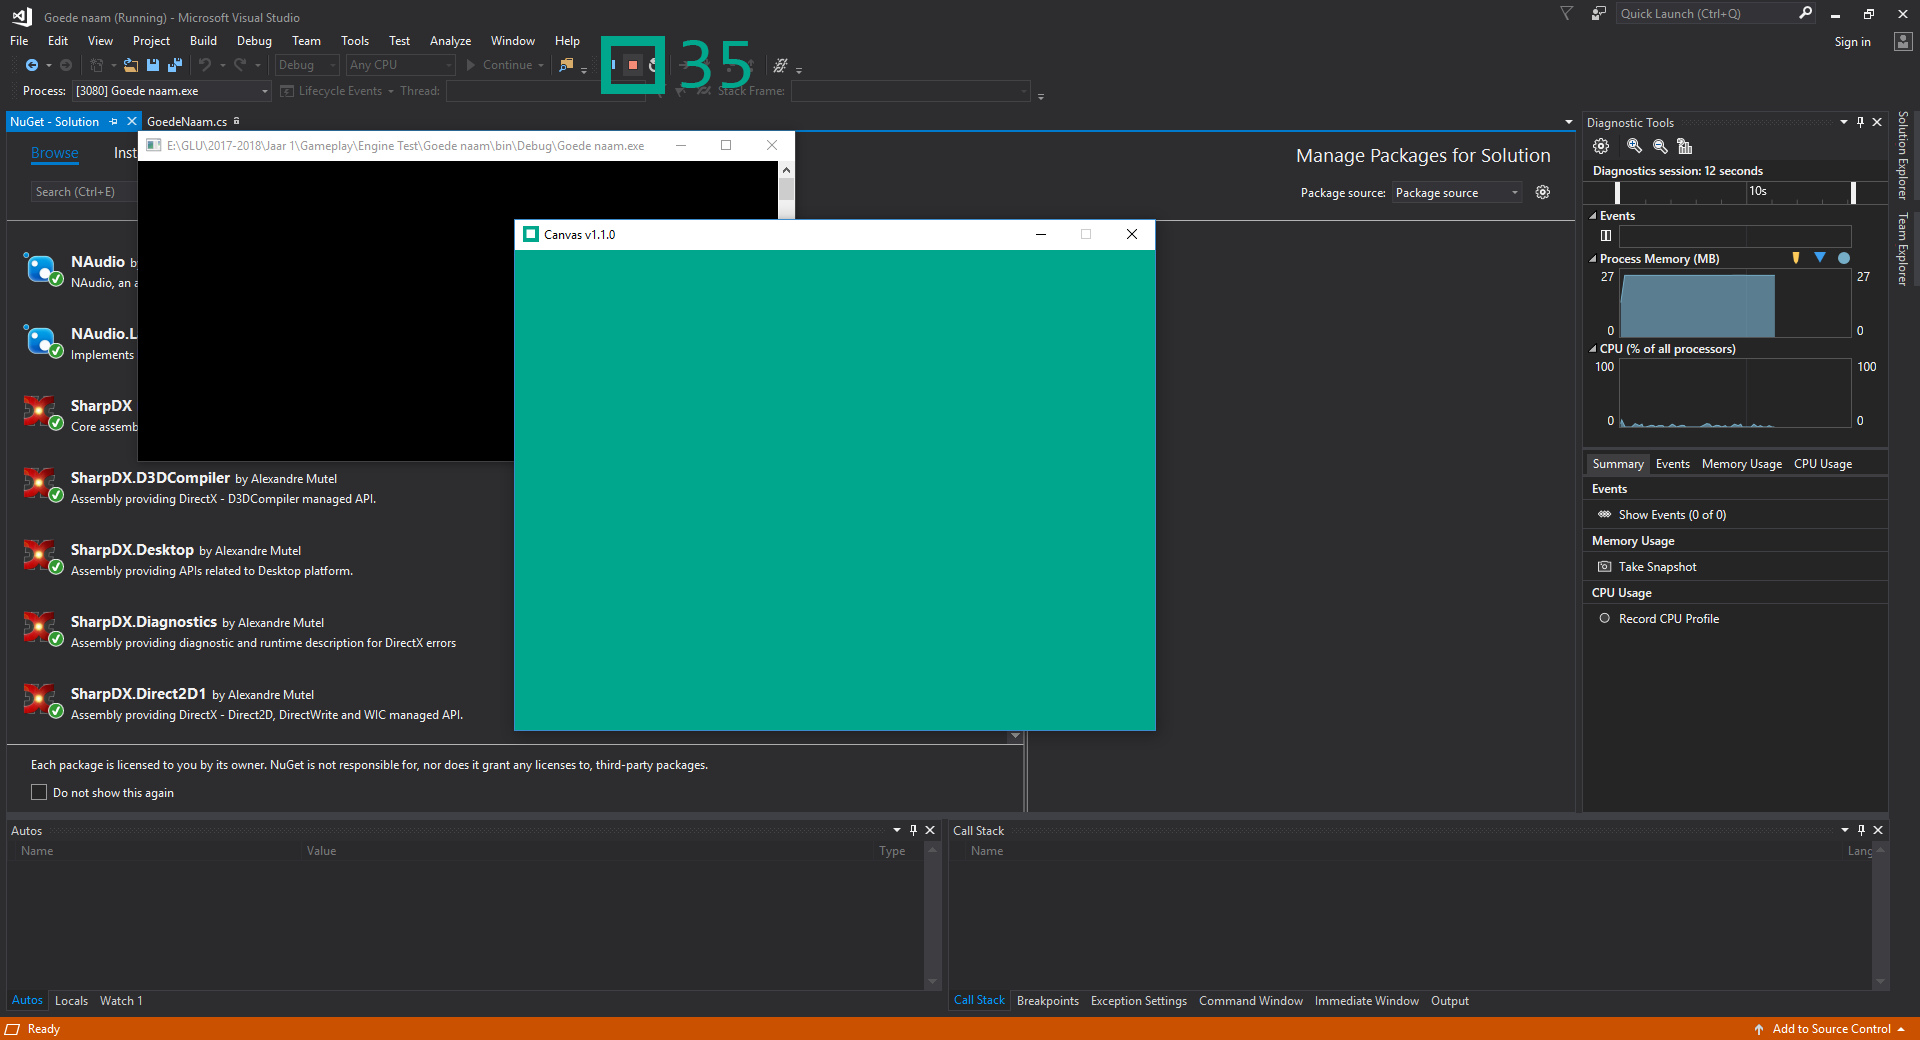 Goede naam (Running) - Microsoft Visual Studio
Quick Launch (Ctrl+Q)
File Edit View Project Build Debug Team Tools Test Analyze Window Help
Sign in
Debug Any CPU Continue
35
Process: [3080] Goede naam.exe Lifecycle Events Thread: Stack Frame:
NuGet - Solution GoedeNaam.cs
Browse Inst
E:\GLU\2017-2018\Jaar 1\Gameplay\Engine Test\Goede naam\bin\Debug\Goede naam.exe
Manage Packages for Solution
Search (Ctrl+E)
Package source: Package source
Canvas v1.1.0
NAudio by
NAudio, an a
NAudio.L
Implements
SharpDX
Core assemb
SharpDX.D3DCompiler by Alexandre Mutel
Assembly providing DirectX - D3DCompiler managed API.
SharpDX.Desktop by Alexandre Mutel
Assembly providing APIs related to Desktop platform.
SharpDX.Diagnostics by Alexandre Mutel
Assembly providing diagnostic and runtime description for DirectX errors
SharpDX.Direct2D1 by Alexandre Mutel
Assembly providing DirectX - Direct2D, DirectWrite and WIC managed API.
Each package is licensed to you by its owner. NuGet is not responsible for, nor does it grant any licenses to, third-party packages.
Do not show this again
Diagnostic Tools
Diagnostics session: 12 seconds
10s
Events
Process Memory (MB)
27 27
0 0
CPU (% of all processors)
100 100
0 0
Summary Events Memory Usage CPU Usage
Events
Show Events (0 of 0)
Memory Usage
Take Snapshot
CPU Usage
Record CPU Profile
Solution Explorer
Team Explorer
Autos
Name Value Type
Autos Locals Watch 1
Call Stack
Name Lang
Call Stack Breakpoints Exception Settings Command Window Immediate Window Output
Ready
Add to Source Control